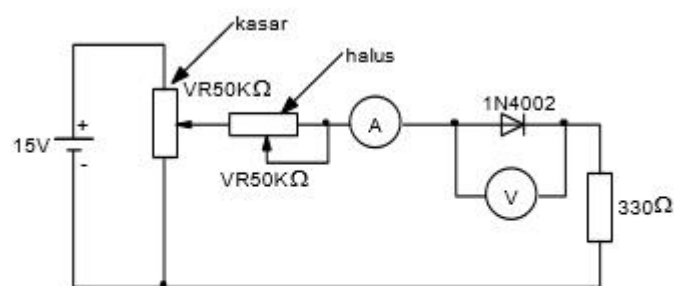 kasar
halus
VR50KΩ
1N4002
A
+
15V
-
VR50KΩ
V
330Ω